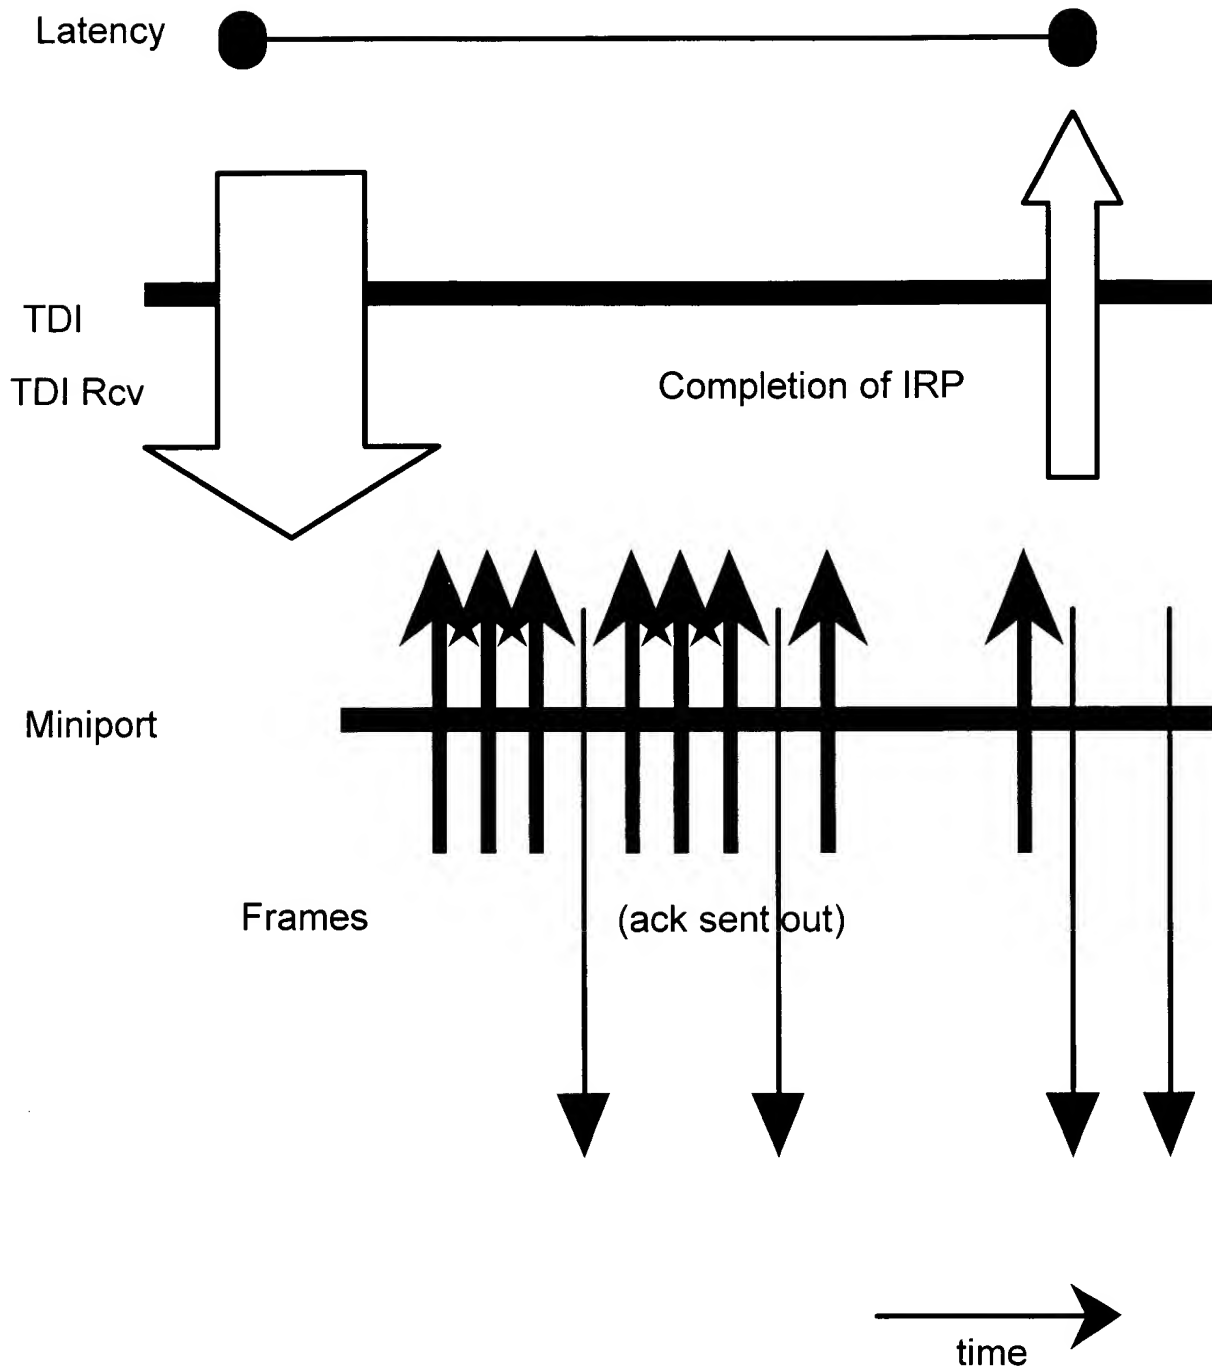 Latency
TDI
TDI Rcv
Completion of IRP
Miniport
Frames
(ack sent out)
time